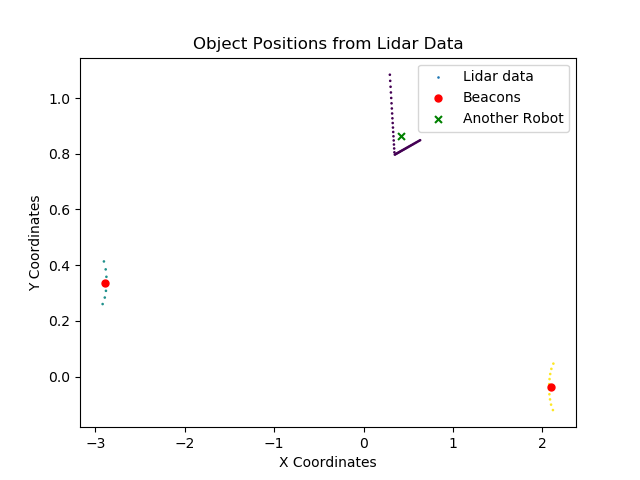 Object Positions from Lidar Data
Lidar data
Beacons
Another Robot
Y Coordinates
1.0
0.8
0.6
0.4
0.2
0.0
−3
−2
−1
0
1
2
X Coordinates